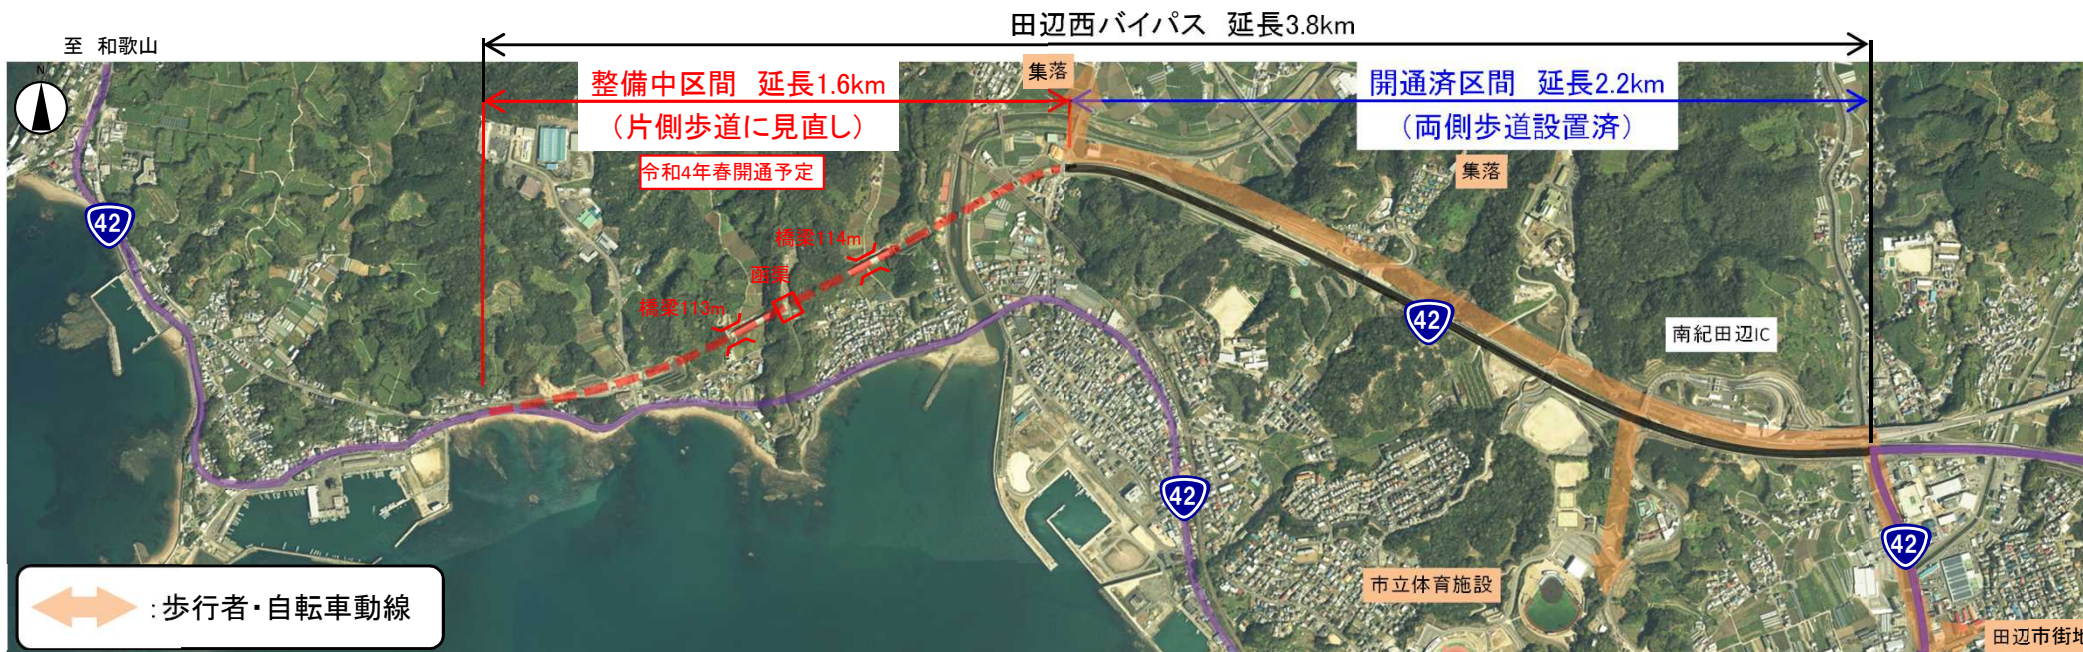 田辺西バイパス 延長3.8km
至 和歌山
N
整備中区間 延長1.6km
（片側歩道に見直し）
令和4年春開通予定
集落
開通済区間 延長2.2km
（両側歩道設置済）
集落
42
橋梁114m
函渠
橋梁113m
42
南紀田辺IC
42
42
市立体育施設
:歩行者・自転車動線
田辺市街地